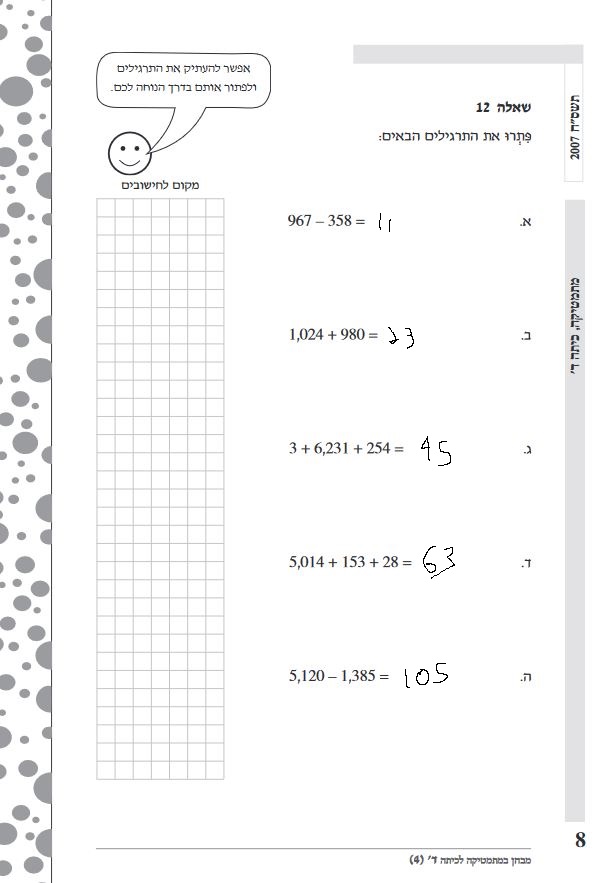 אפשר להעתיק את התרגילים
ולפתור אותם בדרך הנוחה לכם.
מקום לחישובים
תשס"ח 2007
שאלה 12
פִּתְרוּ את התרגילים הבאים:
מתמטיקה, כיתה ד'
א. 967 – 358 = 11
ב. 1,024 + 980 = 23
ג. 3 + 6,231 + 254 = 45
ד. 5,014 + 153 + 28 = 63
ה. 5,120 – 1,385 = 105
8
מבחן במתמטיקה לכיתה ד' (4)